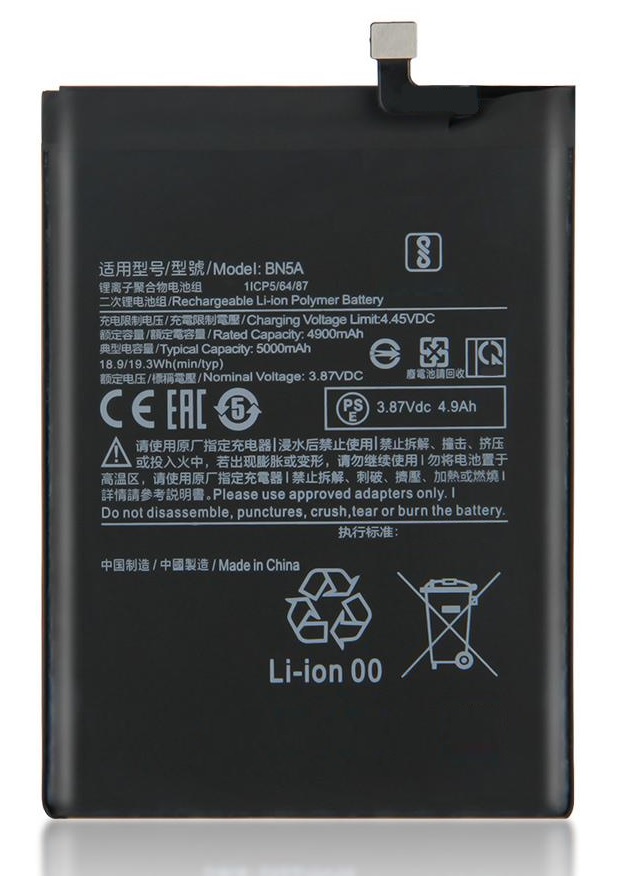 适用型号/型號/Model: BN5A
锂离子聚合物电池组 1ICP5/64/87
二次锂电池组/Rechargeable Li-ion Polymer Battery
充电限制电压/充電限制電壓/Charging Voltage Limit:4.45VDC
额定容量/額定電容量/Rated Capacity: 4900mAh
典型电容量/Typical Capacity: 5000mAh
18.9/19.3Wh(min/typ)
额定电压/標稱電壓/Nominal Voltage: 3.87VDC
廢電池請回收
CE EAC 5
PS E 3.87Vdc 4.9Ah
请使用原厂指定充电器|浸水后禁止使用|禁止拆解、撞击、挤压
或投入火中，若出现膨胀或变形，请勿继续使用|勿将电池置于
高温区，请使用原廠指定充電器|禁止拆解、刺破、擠壓、加熱或燃燒|
詳情請參考說明書。Please use approved adapters only. I
Do not disassemble, punctures, crush,tear or burn the battery.
执行标准:
中国制造/中國製造/Made in China
Li-ion 00